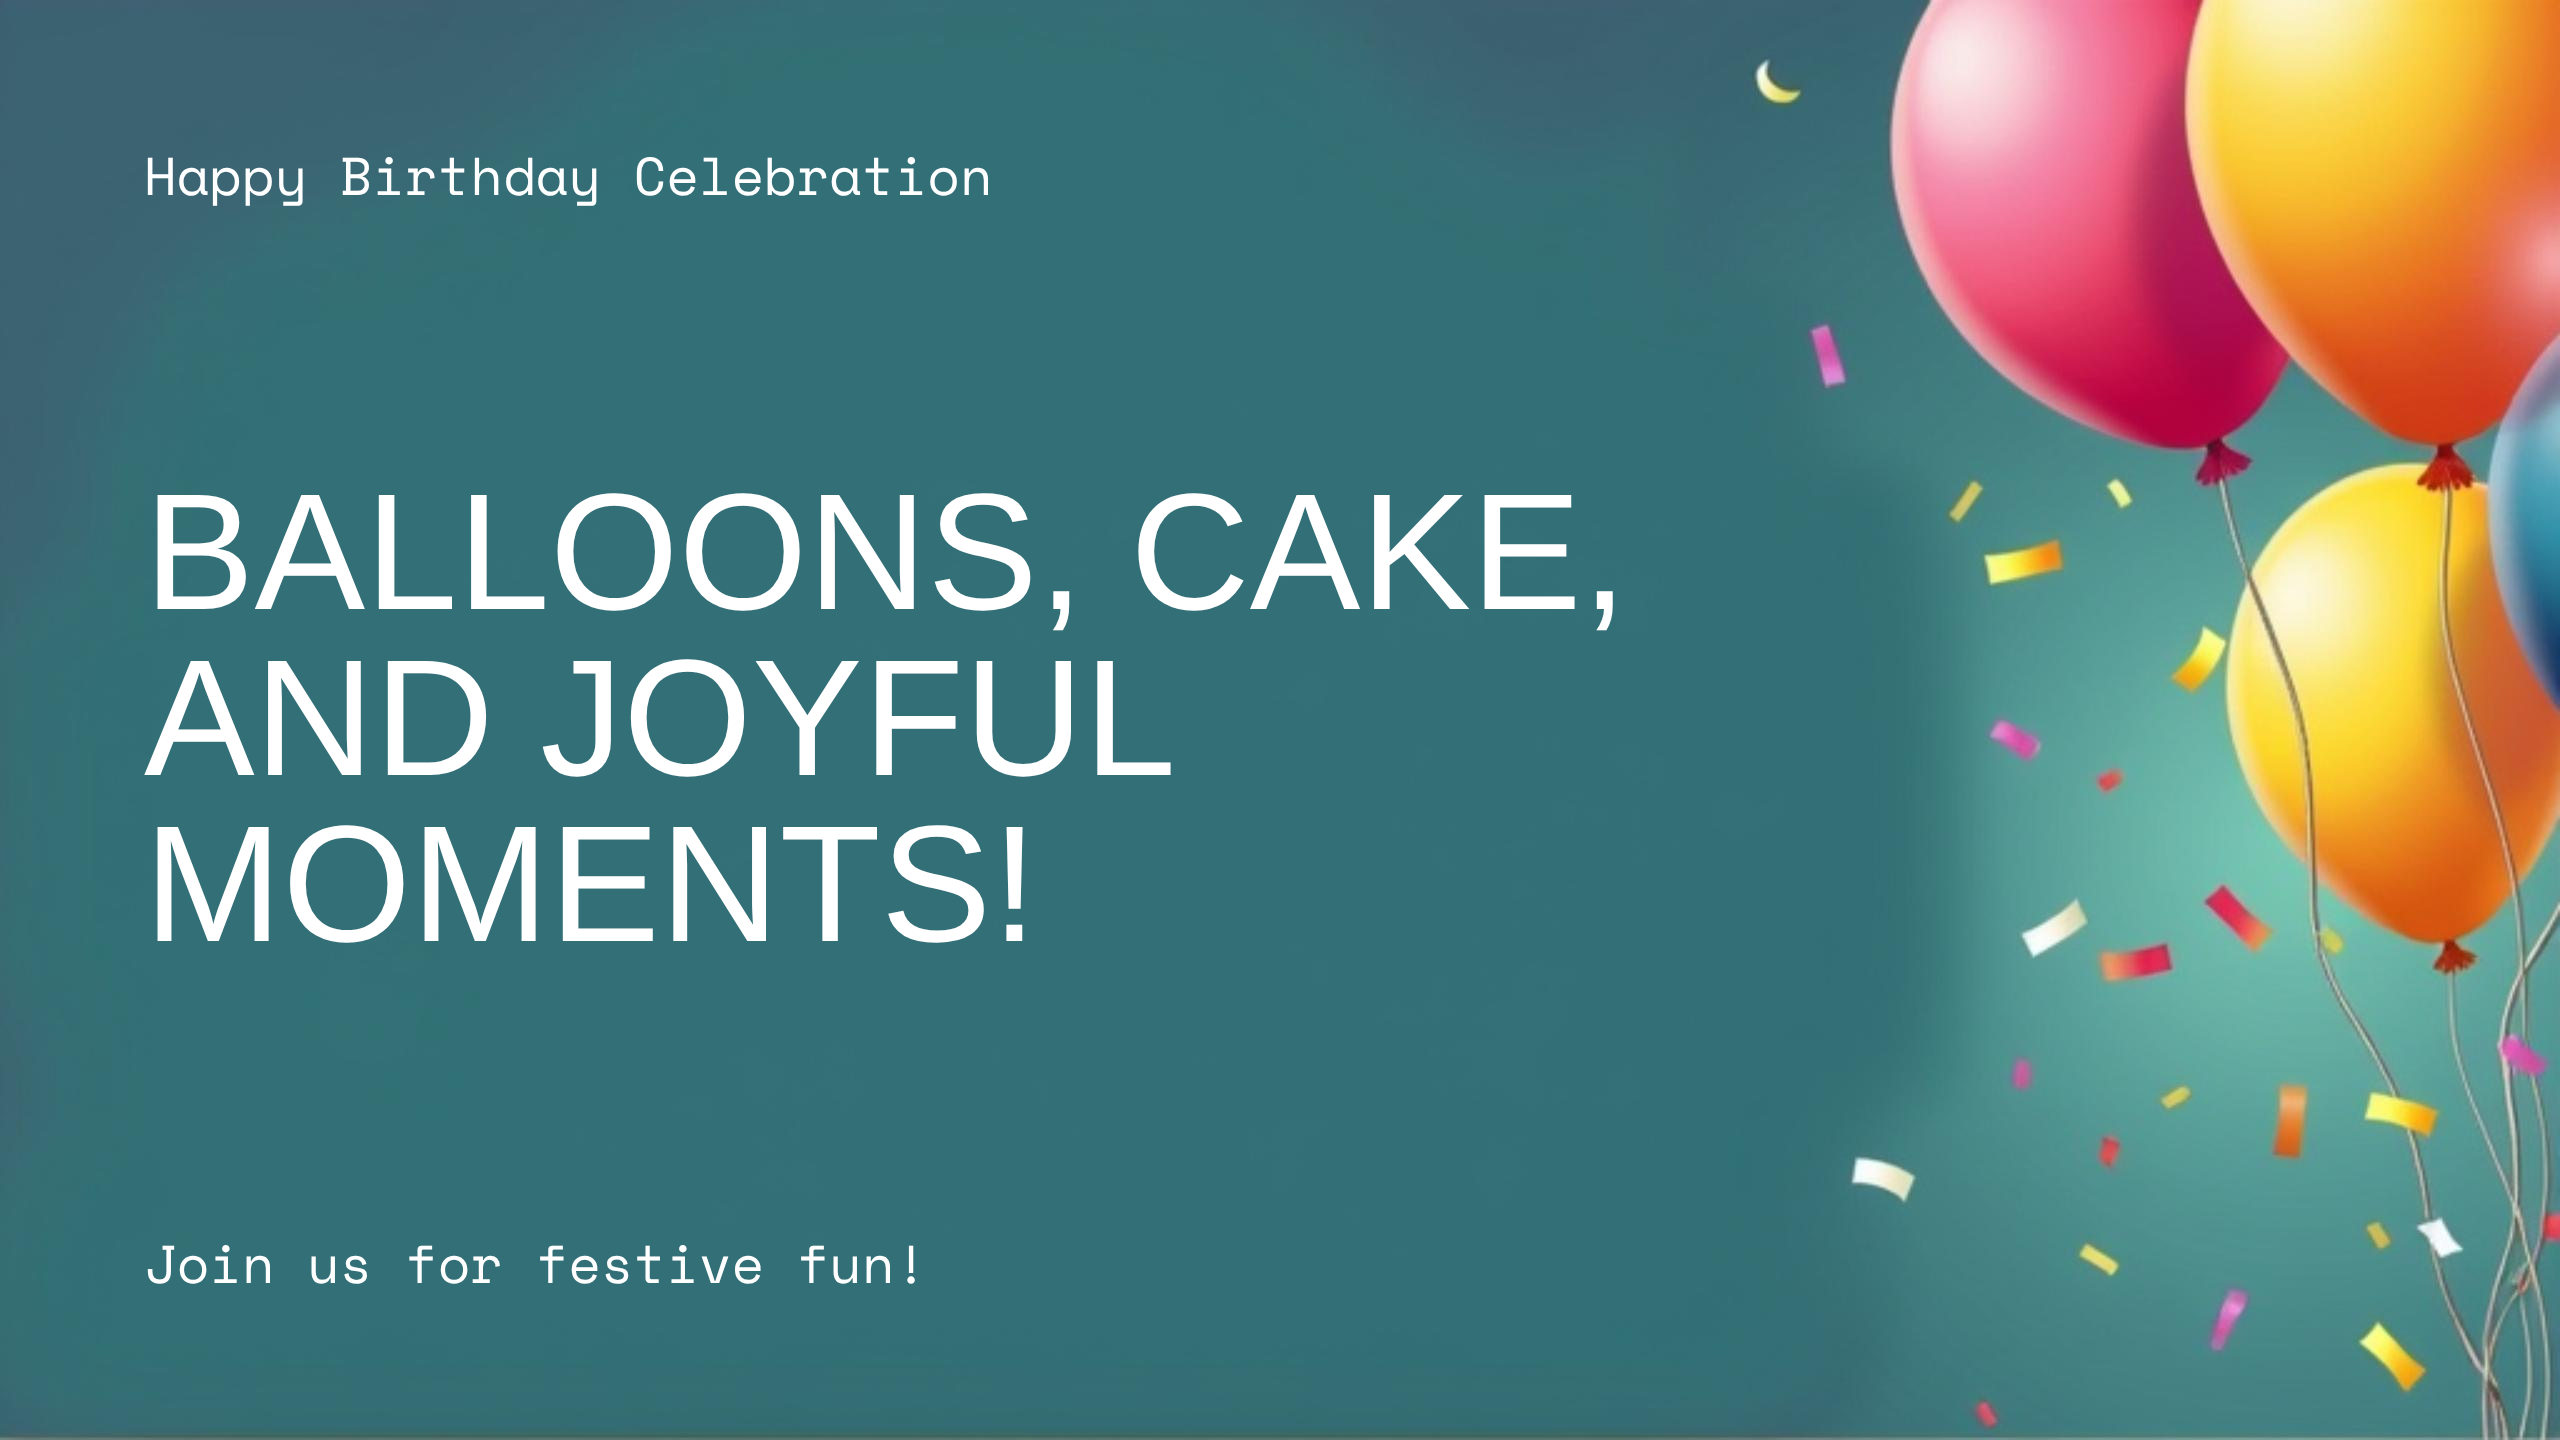 Happy Birthday Celebration
BALLOONS, CAKE,
AND JOYFUL
MOMENTS!
Join us for festive fun!